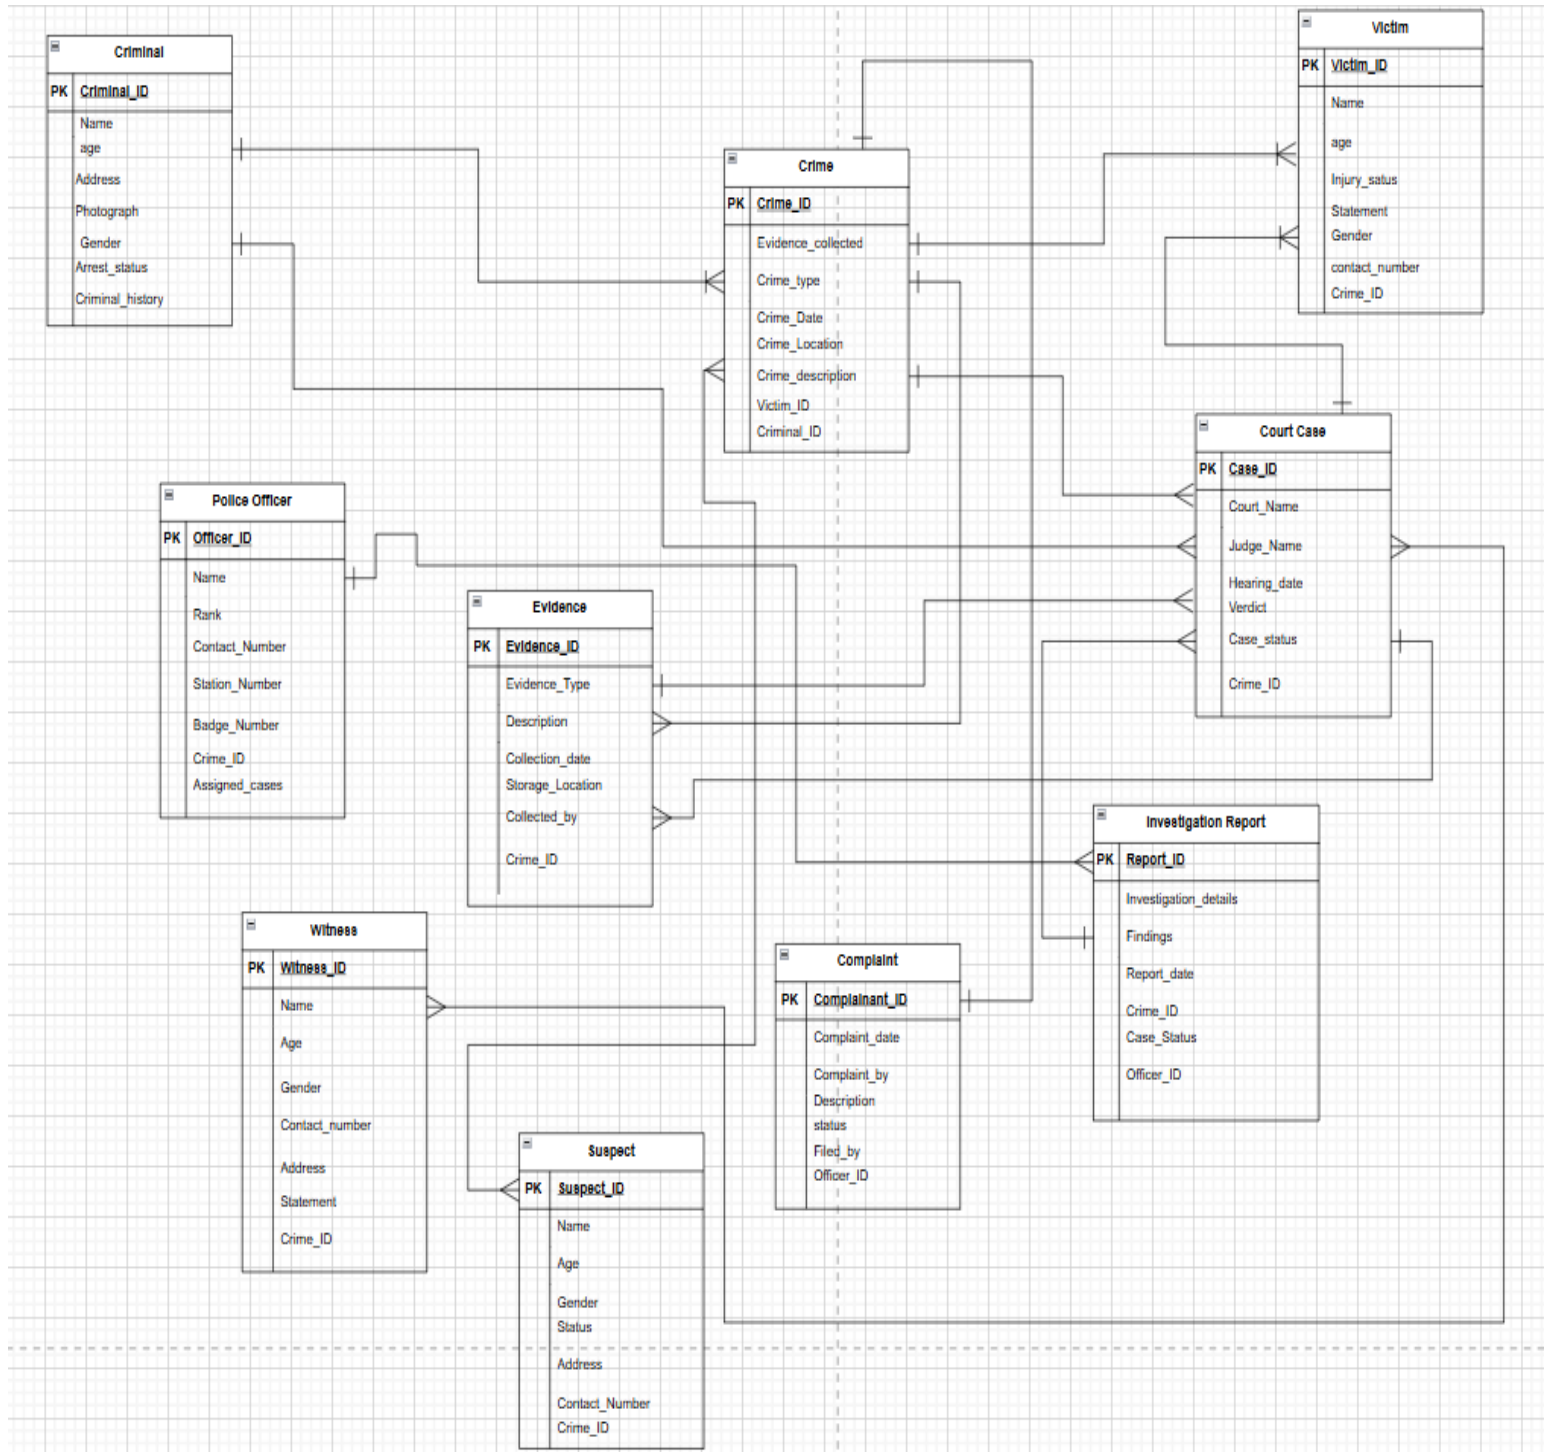 Criminal
PK Criminal_ID
Name
age
Address
Photograph
Gender
Arrest_status
Criminal_history
Crime
PK Crime_ID
Evidence_collected
Crime_type
Crime_Date
Crime_Location
Crime_description
Victim_ID
Criminal_ID
Victim
PK Victim_ID
Name
age
Injury_satus
Statement
Gender
contact_number
Crime_ID
Court Case
PK Case_ID
Court_Name
Judge_Name
Hearing_date
Verdict
Case_status
Crime_ID
Police Officer
PK Officer_ID
Name
Rank
Contact_Number
Station_Number
Badge_Number
Crime_ID
Assigned_cases
Evidence
PK Evidence_ID
Evidence_Type
Description
Collection_date
Storage_Location
Collected_by
Crime_ID
Investigation Report
PK Report_ID
Investigation_details
Findings
Report_date
Crime_ID
Case_Status
Officer_ID
Witness
PK Witness_ID
Name
Age
Gender
Contact_number
Address
Statement
Crime_ID
Complaint
PK Complainant_ID
Complaint_date
Complaint_by
Description
status
Filed_by
Officer_ID
Suspect
PK Suspect_ID
Name
Age
Gender
Status
Address
Contact_Number
Crime_ID